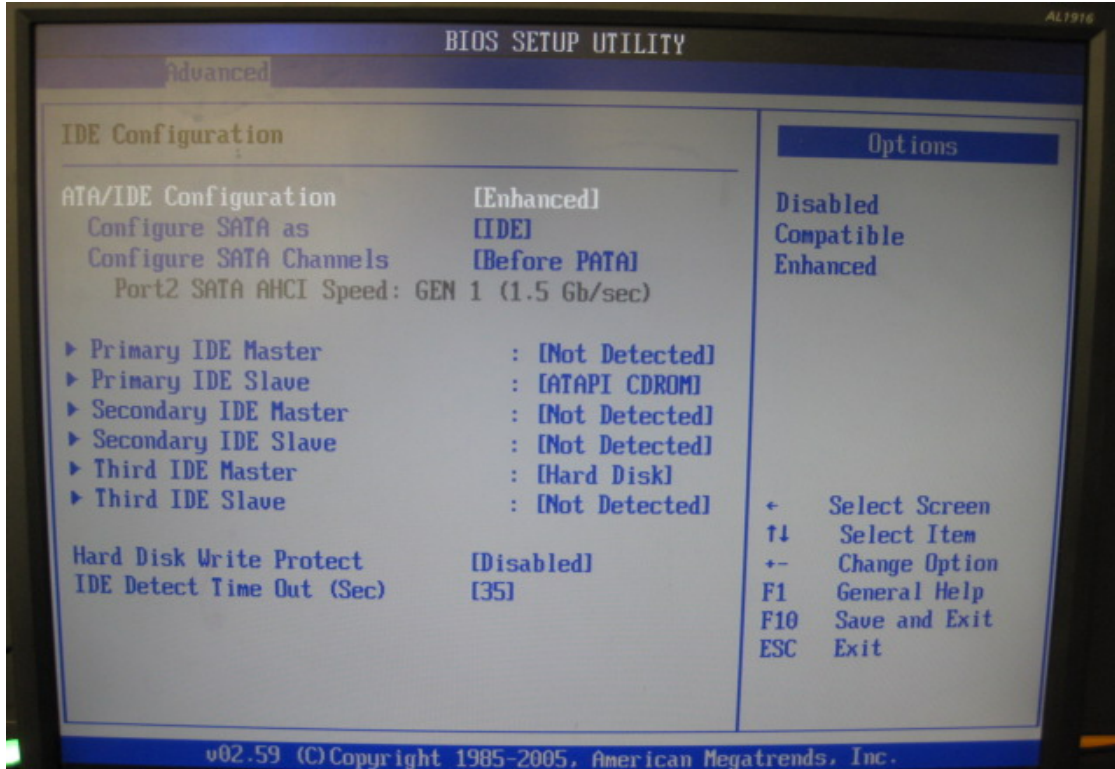 AL1916
BIOS SETUP UTILITY
Advanced
IDE Configuration
ATA/IDE Configuration [Enhanced]
Configure SATA as [IDE]
Configure SATA Channels [Before PATA]
Port2 SATA AHCI Speed: GEN 1 (1.5 Gb/sec)
Primary IDE Master : [Not Detected]
Primary IDE Slave : [ATAPI CDROM]
Secondary IDE Master : [Not Detected]
Secondary IDE Slave : [Not Detected]
Third IDE Master : [Hard Disk]
Third IDE Slave : [Not Detected]
Hard Disk Write Protect [Disabled]
IDE Detect Time Out (Sec) [35]
Options
Disabled
Compatible
Enhanced
← Select Screen
↑↓ Select Item
+- Change Option
F1 General Help
F10 Save and Exit
ESC Exit
v02.59 (C)Copyright 1985-2005, American Megatrends, Inc.